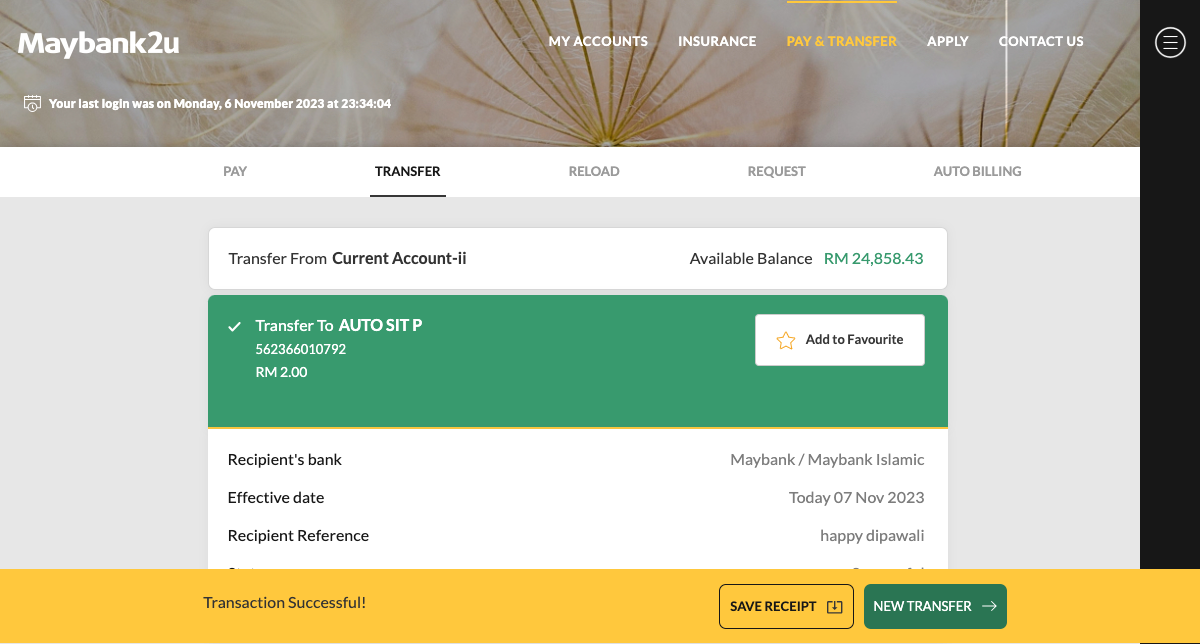 Maybank2u
MY ACCOUNTS INSURANCE PAY & TRANSFER APPLY CONTACT US
Your last login was on Monday, 6 November 2023 at 23:34:04
PAY TRANSFER RELOAD REQUEST AUTO BILLING
Transfer From Current Account-ii Available Balance RM 24,858.43
Transfer To AUTO SIT P
Add to Favourite
562366010792
RM 2.00
Recipient's bank Maybank / Maybank Islamic
Effective date Today 07 Nov 2023
Recipient Reference happy dipawali
Transaction Successful! SAVE RECEIPT NEW TRANSFER